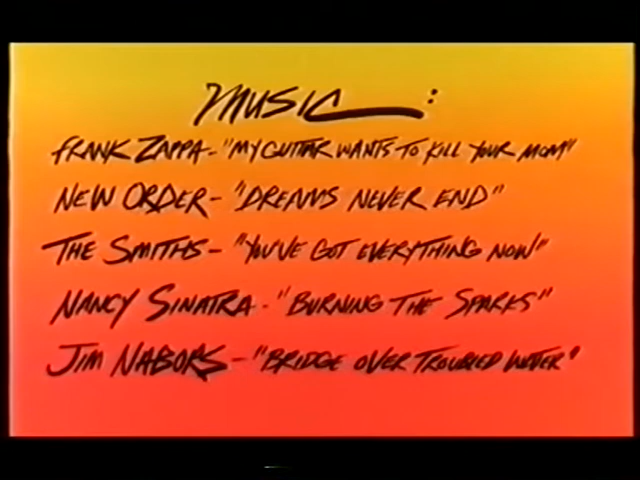 MUSIC:
FRANK ZAPPA - "MY GUITAR WANTS TO KILL YOUR MOM"
NEW ORDER - "DREAMS NEVER END"
THE SMITHS - "YOU'VE GOT EVERYTHING NOW"
NANCY SINATRA - "BURNING THE SPARKS"
JIM NABORS - "BRIDGE OVER TROUBLED WATER"